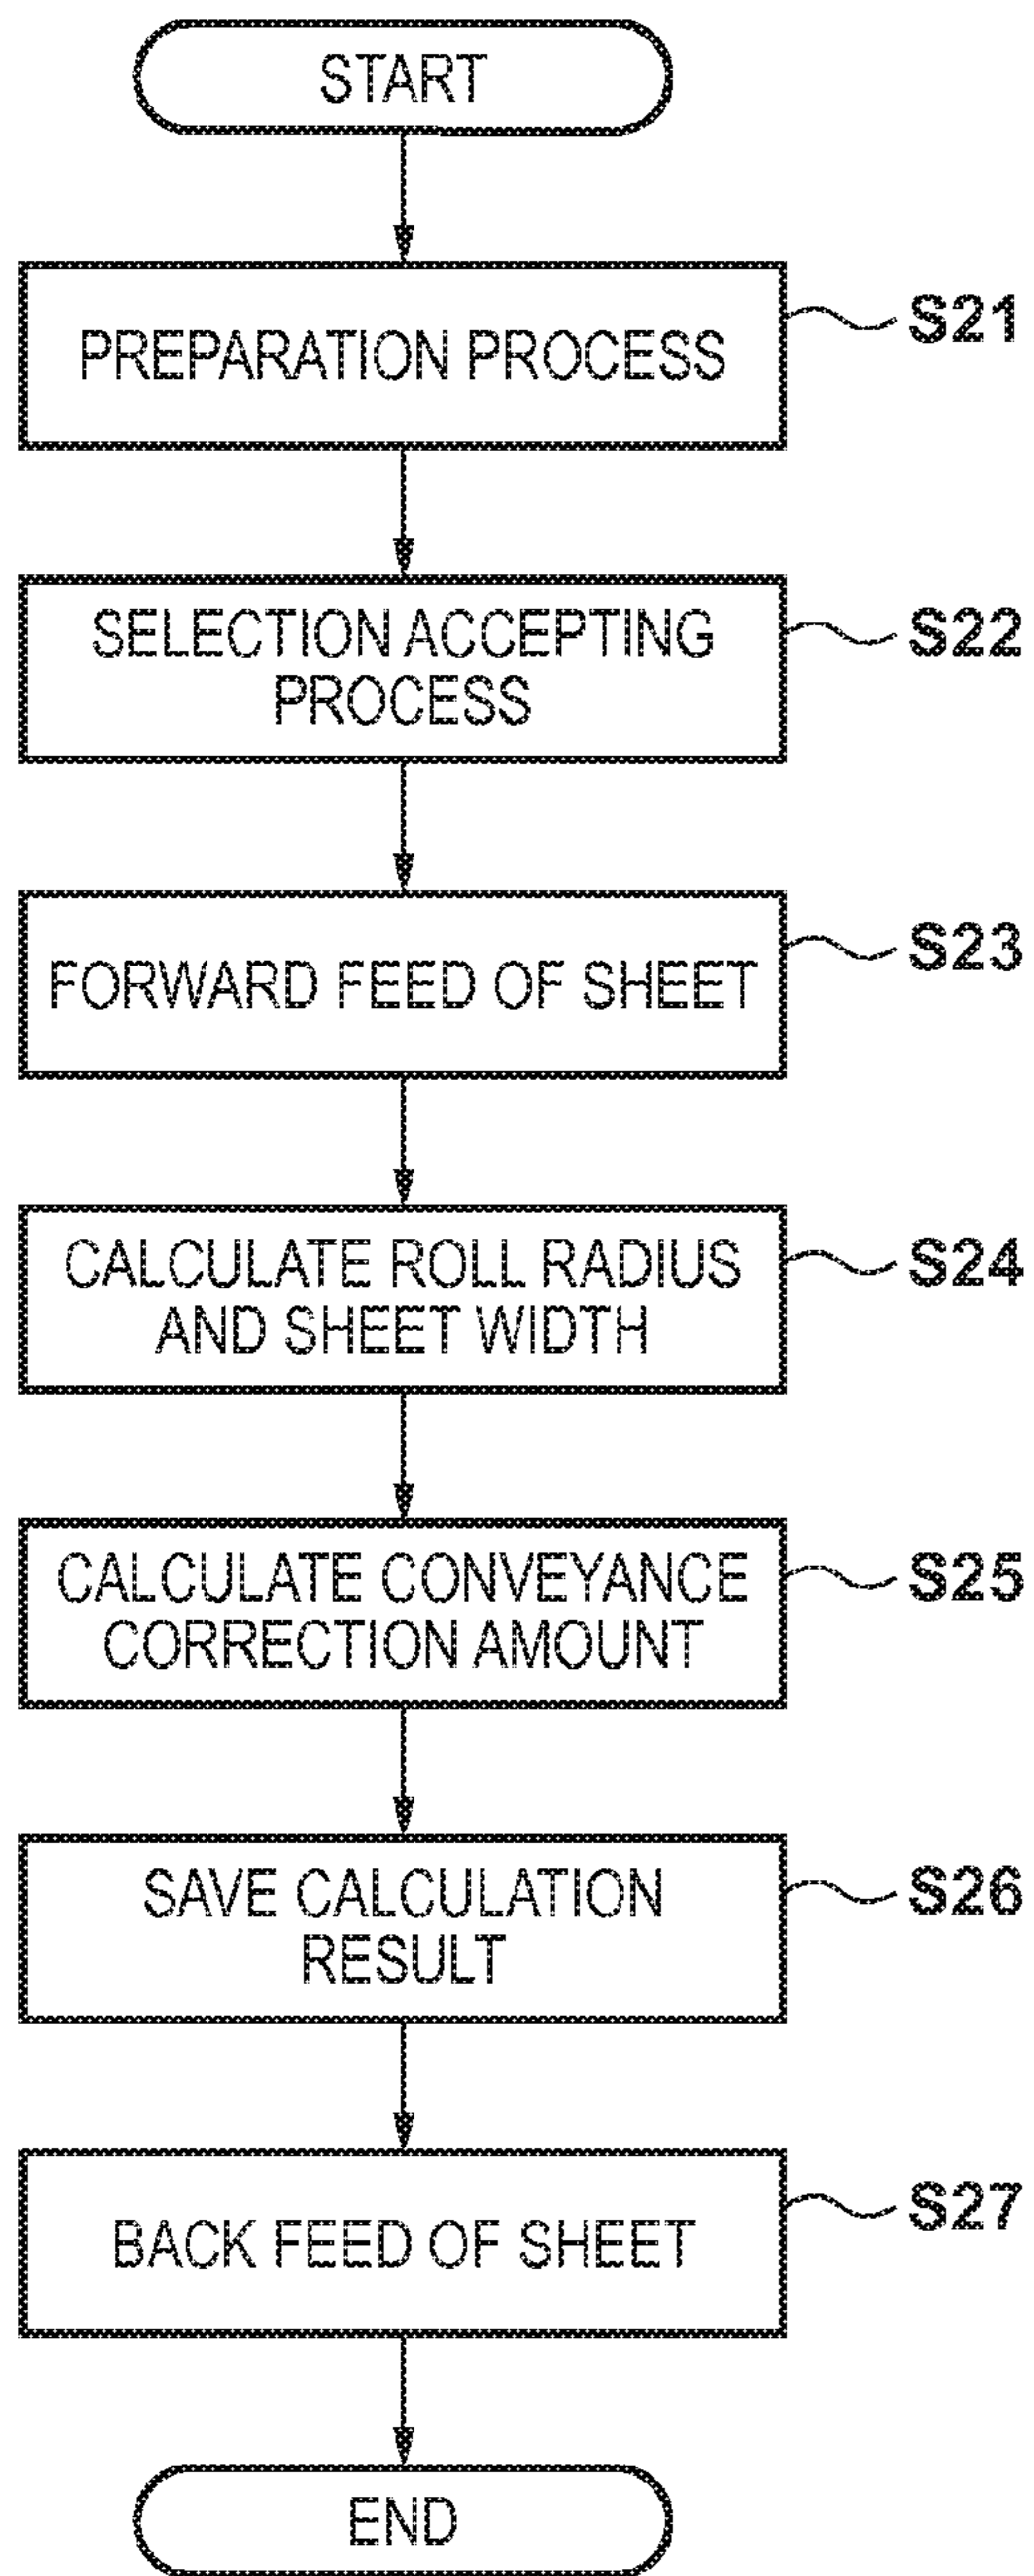 START
PREPARATION PROCESS
S21
SELECTION ACCEPTING
PROCESS
S22
FORWARD FEED OF SHEET
S23
CALCULATE ROLL RADIUS
AND SHEET WIDTH
S24
CALCULATE CONVEYANCE
CORRECTION AMOUNT
S25
SAVE CALCULATION
RESULT
S26
BACK FEED OF SHEET
S27
END